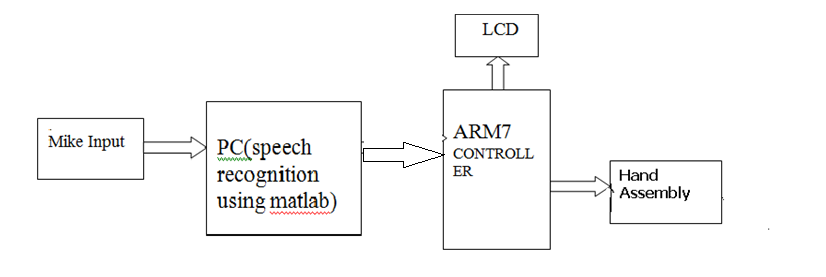 LCD
Mike Input
PC(speech
recognition
using matlab)
ARM7
CONTROLL
ER
Hand
Assembly